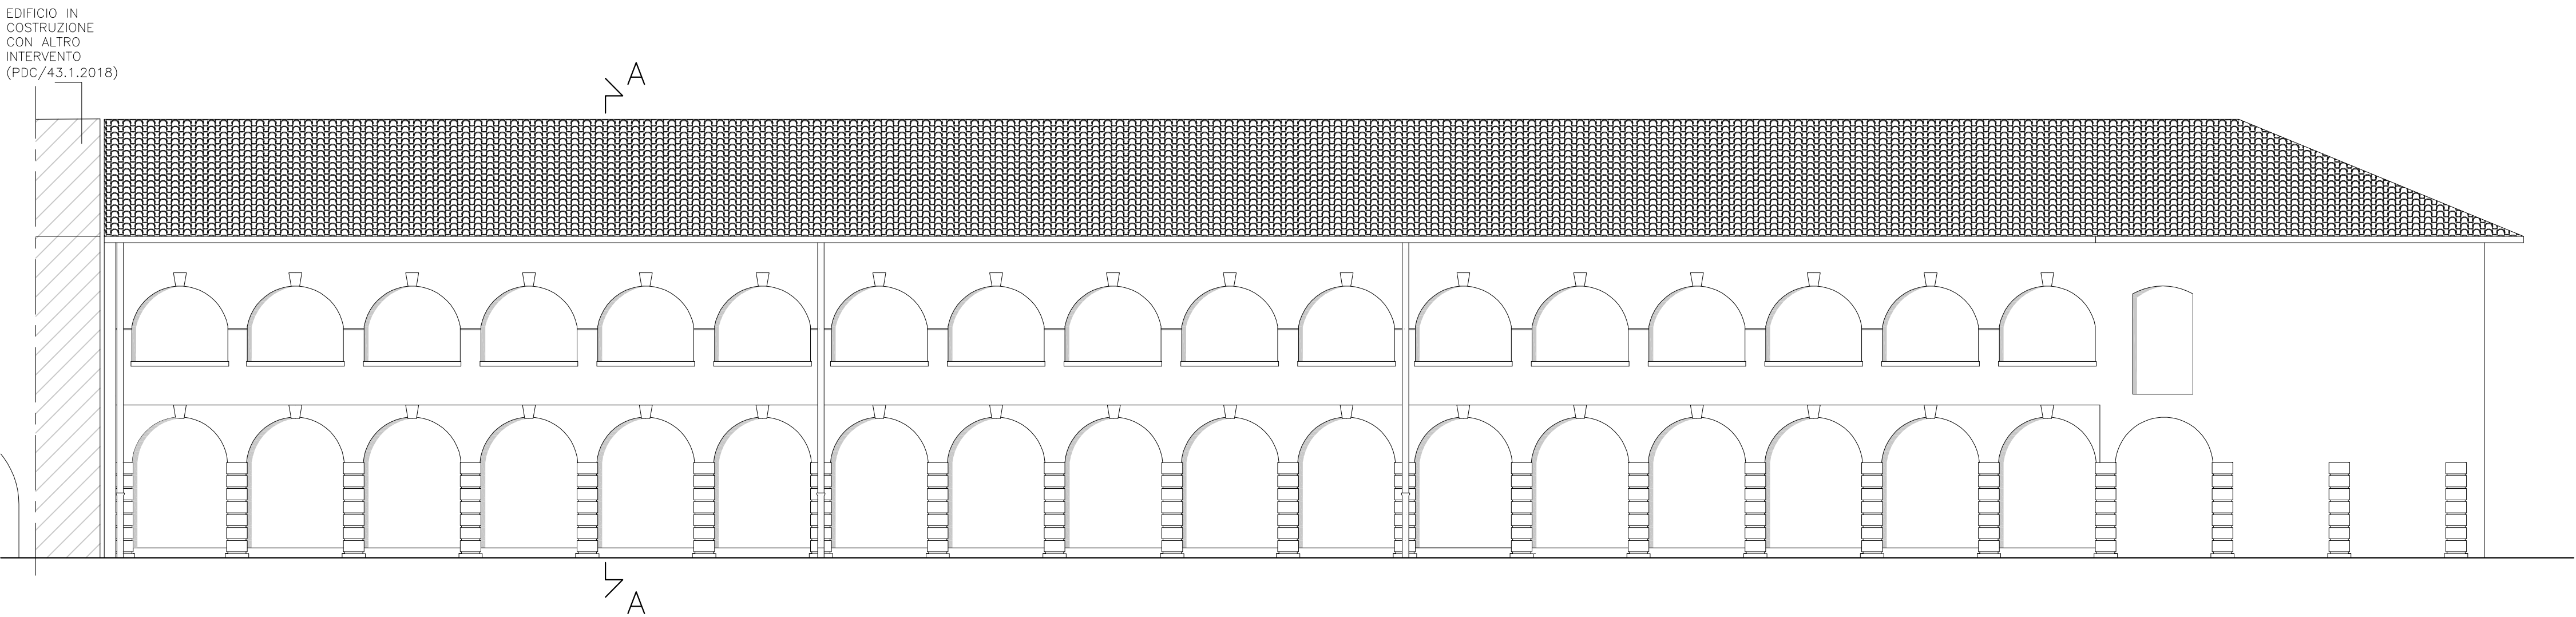 EDIFICIO IN
COSTRUZIONE
CON ALTRO
INTERVENTO
(PDC/43.1.2018)
A
A